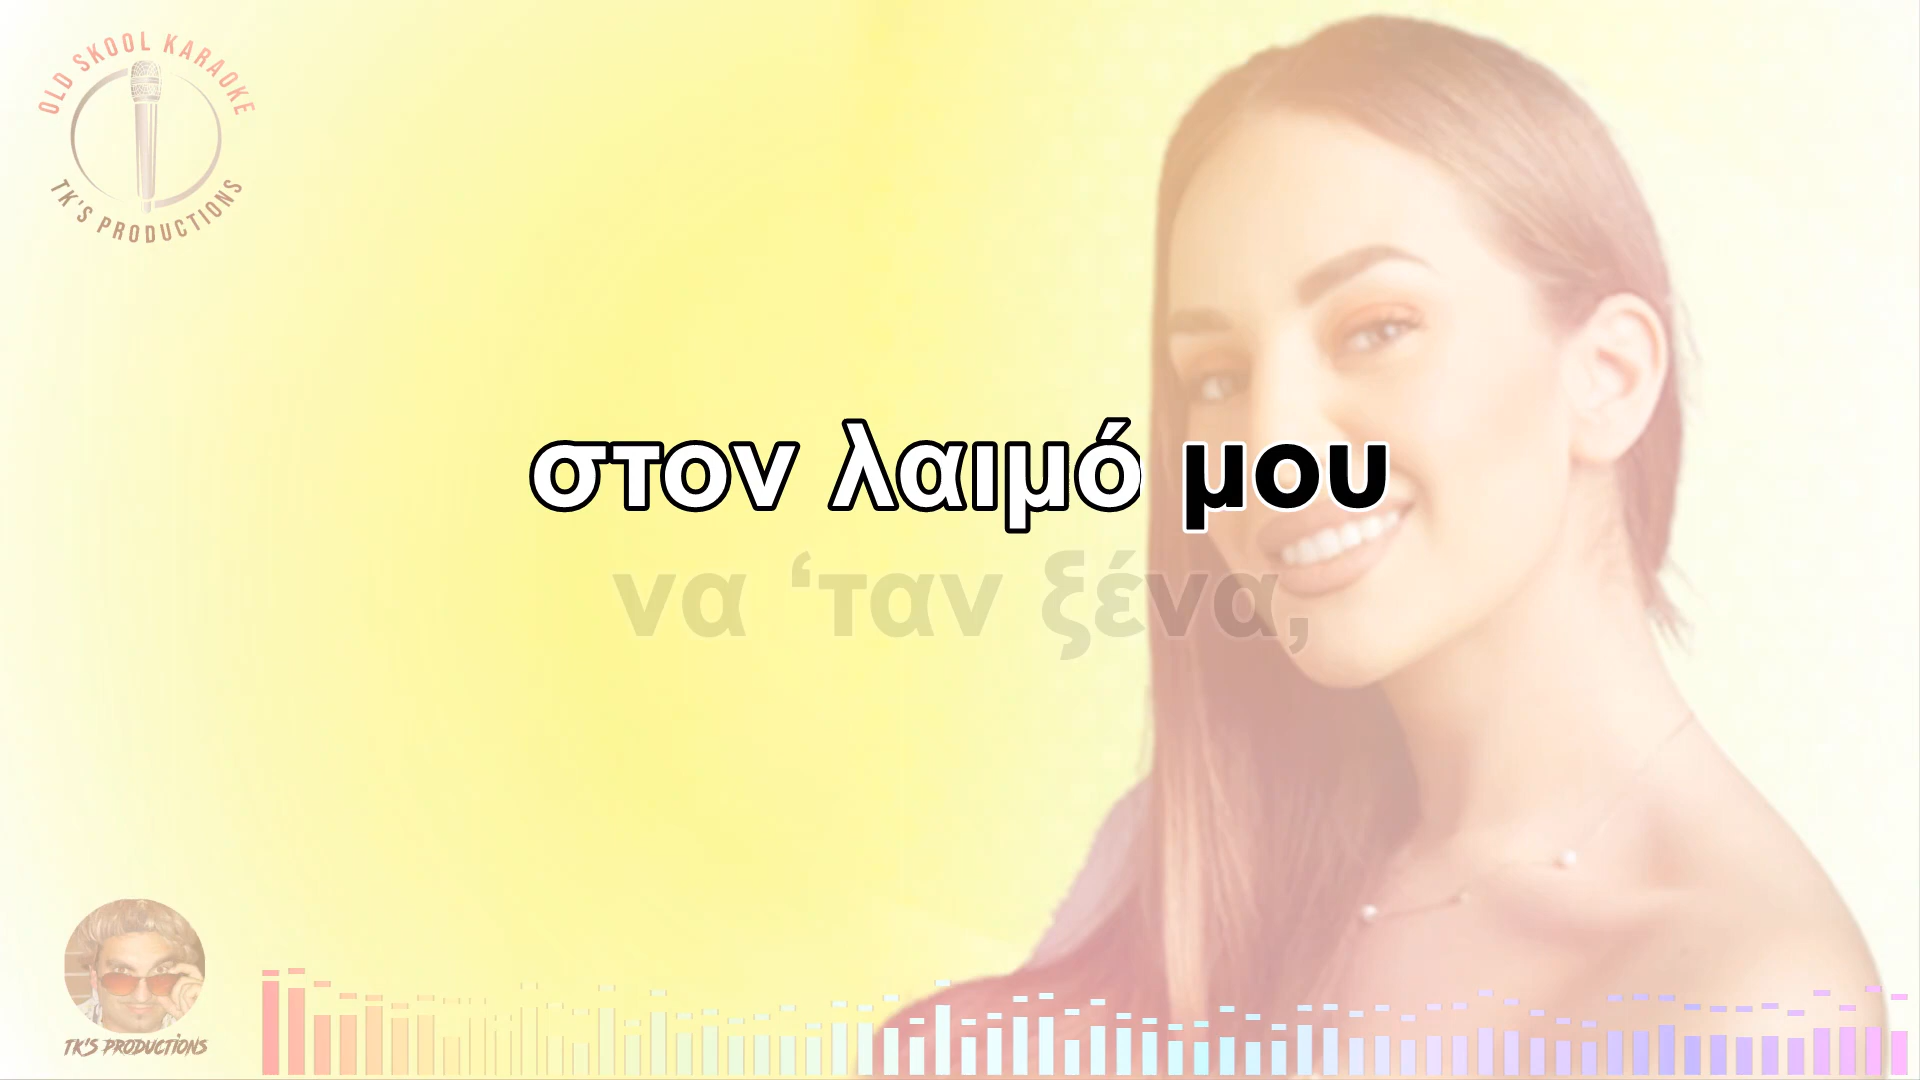 OLD SKOOL KARAOKE
TK'S PRODUCTIONS
στον λαιμό μου
να ‘ταν ξένα,
TK'S PRODUCTIONS